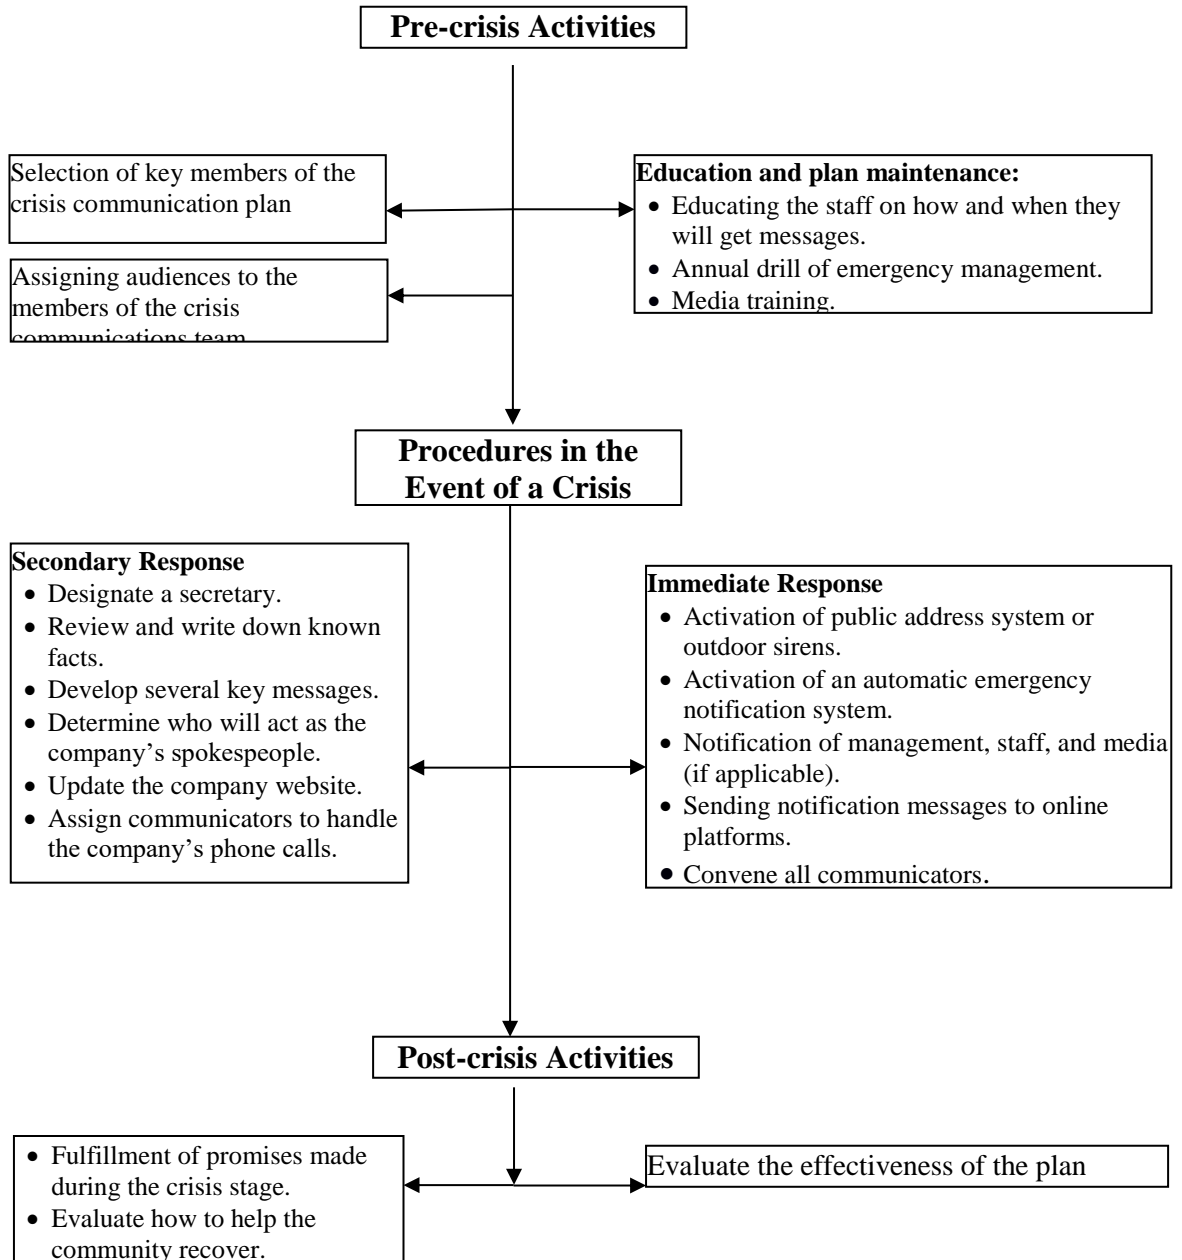 Pre-crisis Activities
Selection of key members of the
crisis communication plan
Education and plan maintenance:
• Educating the staff on how and when they
will get messages.
• Annual drill of emergency management.
• Media training.
Assigning audiences to the
members of the crisis
communications team
Procedures in the
Event of a Crisis
Secondary Response
• Designate a secretary.
• Review and write down known
facts.
• Develop several key messages.
• Determine who will act as the
company’s spokespeople.
• Update the company website.
• Assign communicators to handle
the company’s phone calls.
Immediate Response
• Activation of public address system or
outdoor sirens.
• Activation of an automatic emergency
notification system.
• Notification of management, staff, and media
(if applicable).
• Sending notification messages to online
platforms.
• Convene all communicators.
Post-crisis Activities
• Fulfillment of promises made
during the crisis stage.
• Evaluate how to help the
community recover.
Evaluate the effectiveness of the plan